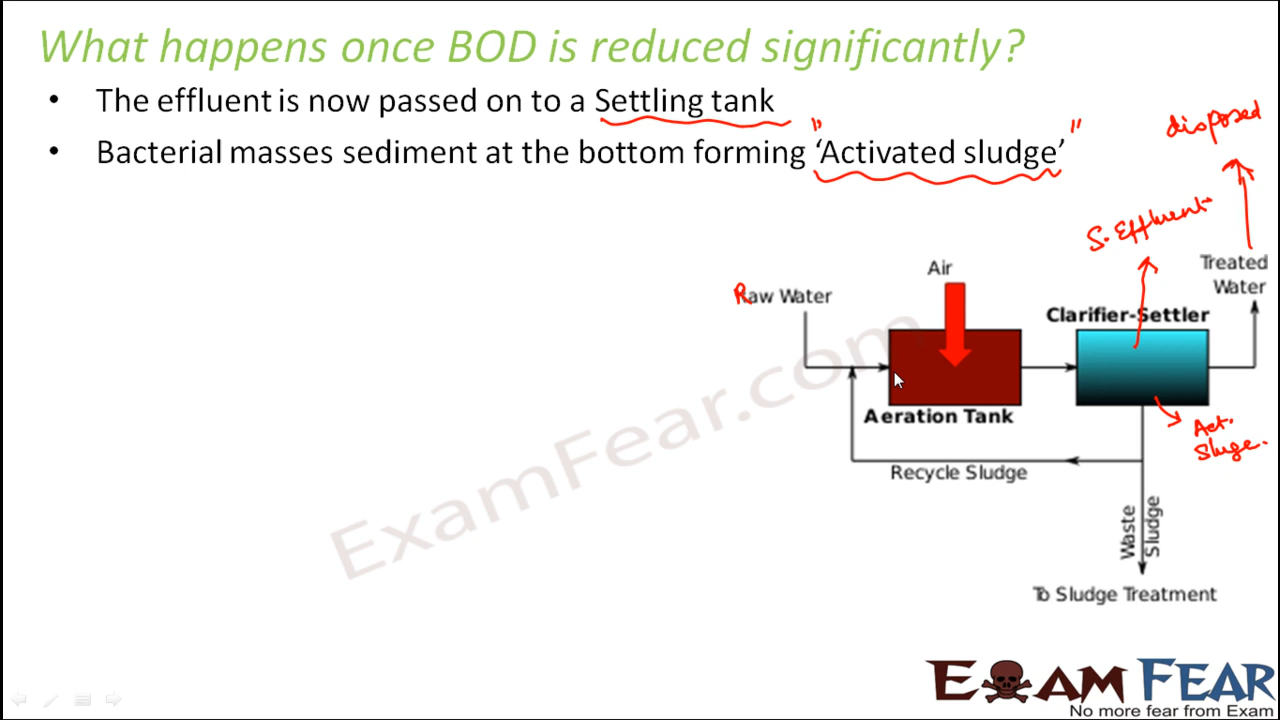 What happens once BOD is reduced significantly?
• The effluent is now passed on to a Settling tank
• Bacterial masses sediment at the bottom forming ‘Activated sludge’
" "
disposed
S. Effluent
Treated
Water
Air
Raw Water
Clarifier-Settler
Aeration Tank
Act.
Sluge.
Recycle Sludge
Waste
Sludge
To Sludge Treatment
ExamFear.com
EXAM FEAR
No more fear from Exam